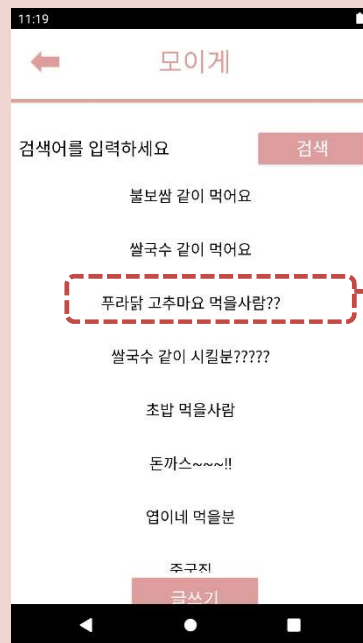 11:19
모이게
검색어를 입력하세요
검색
불보쌈 같이 먹어요
쌀국수 같이 먹어요
푸라닭 고추마요 먹을사람??
쌀국수 같이 시킬분?????
초밥 먹을사람
돈까스~~~!!
엽이네 먹을분
중국집
글쓰기